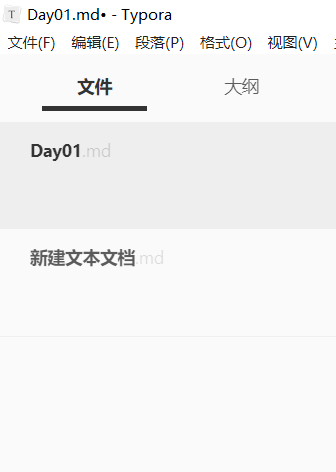 T Day01.md• - Typora
文件(F) 编辑(E) 段落(P) 格式(O) 视图(V)
文件 大纲
Day01.md
新建文本文档.md